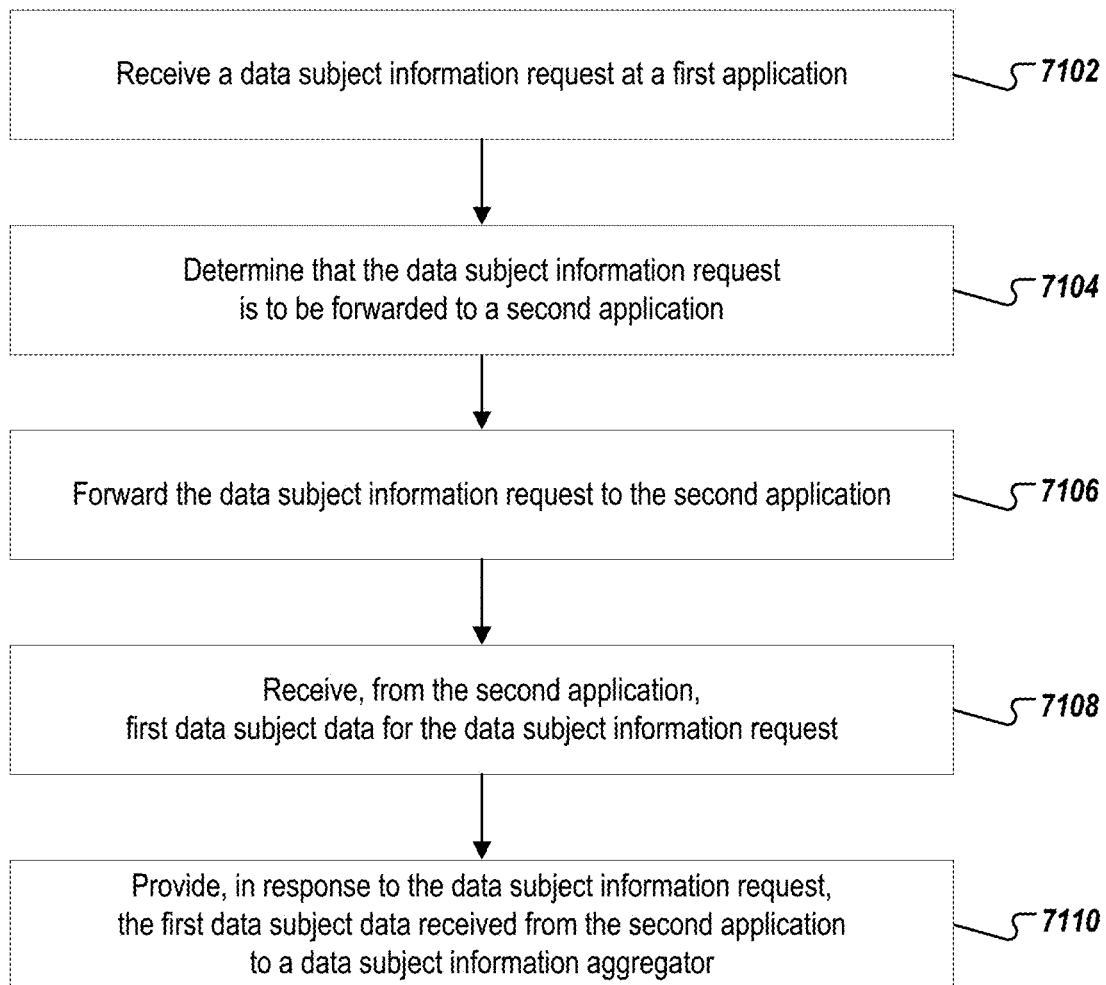 Receive a data subject information request at a first application
7102
Determine that the data subject information request
is to be forwarded to a second application
7104
Forward the data subject information request to the second application
7106
Receive, from the second application,
first data subject data for the data subject information request
7108
Provide, in response to the data subject information request,
the first data subject data received from the second application
to a data subject information aggregator
7110